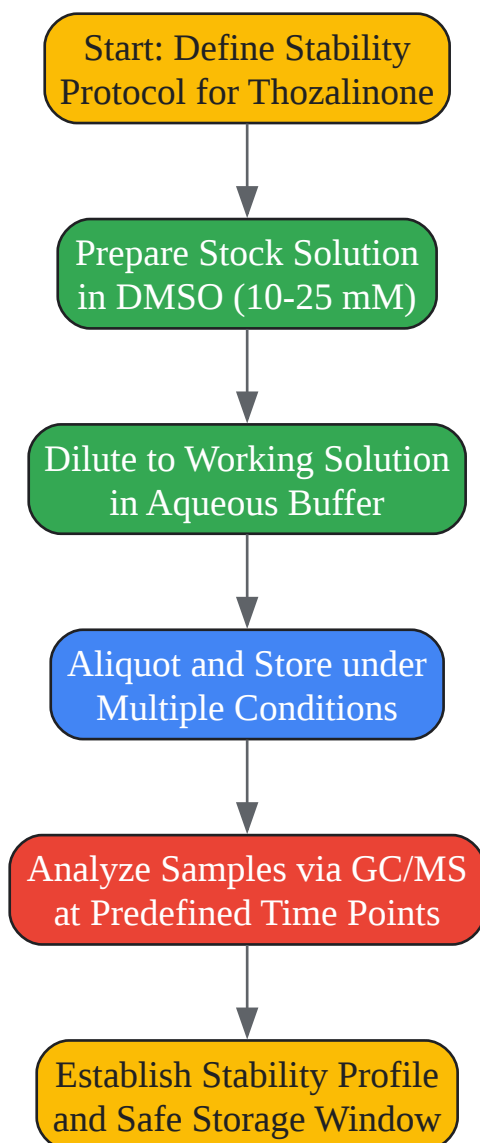 Start: Define Stability
Protocol for Thozalinone
Prepare Stock Solution
in DMSO (10-25 mM)
Dilute to Working Solution
in Aqueous Buffer
Aliquot and Store under
Multiple Conditions
Analyze Samples via GC/MS
at Predefined Time Points
Establish Stability Profile
and Safe Storage Window